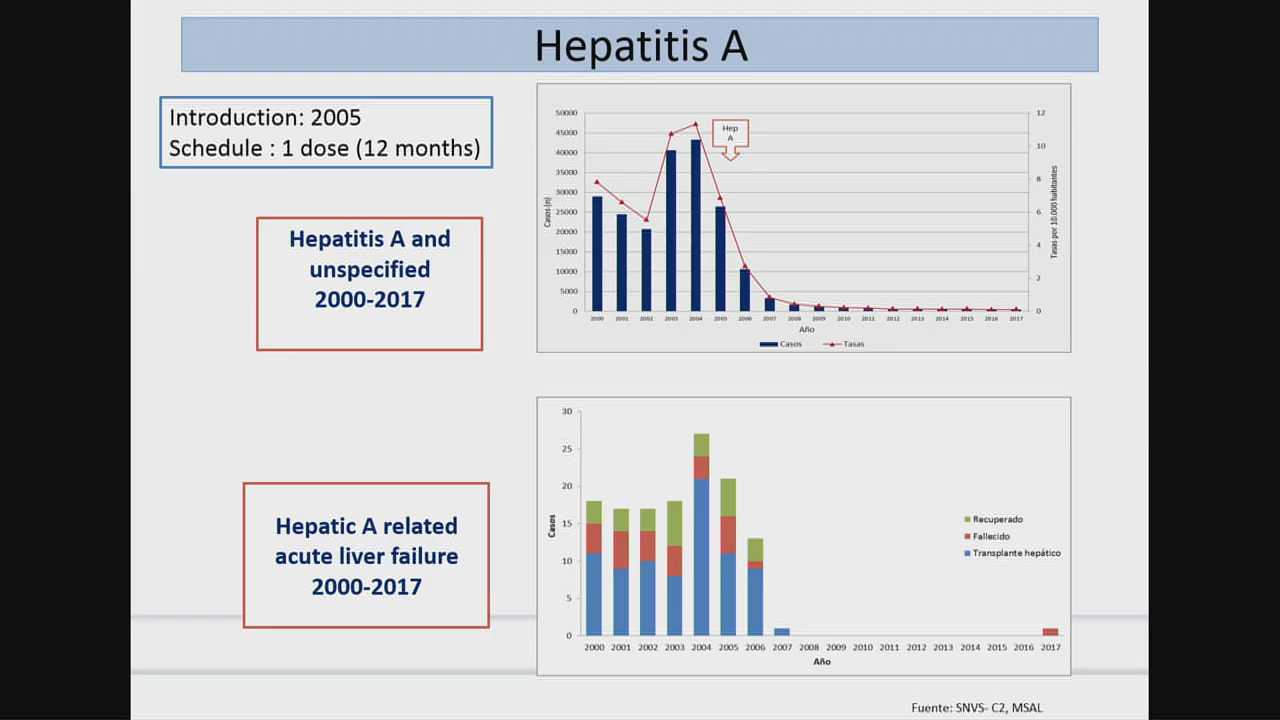 Hepatitis A
Introduction: 2005
Schedule : 1 dose (12 months)
Hepatitis A and
unspecified
2000-2017
50000
45000
40000
35000
30000
25000
20000
15000
10000
5000
0
Casos (n)
12
10
8
6
4
2
0
Tasas por 10.000 habitantes
Hep
A
2000 2001 2002 2003 2004 2005 2006 2007 2008 2009 2010 2011 2012 2013 2014 2015 2016 2017
Año
Casos Tasas
Hepatic A related
acute liver failure
2000-2017
30
25
20
15
10
5
0
Casos
Recuperado
Fallecido
Transplante hepático
2000 2001 2002 2003 2004 2005 2006 2007 2008 2009 2010 2011 2012 2013 2014 2015 2016 2017
Año
Fuente: SNVS- C2, MSAL